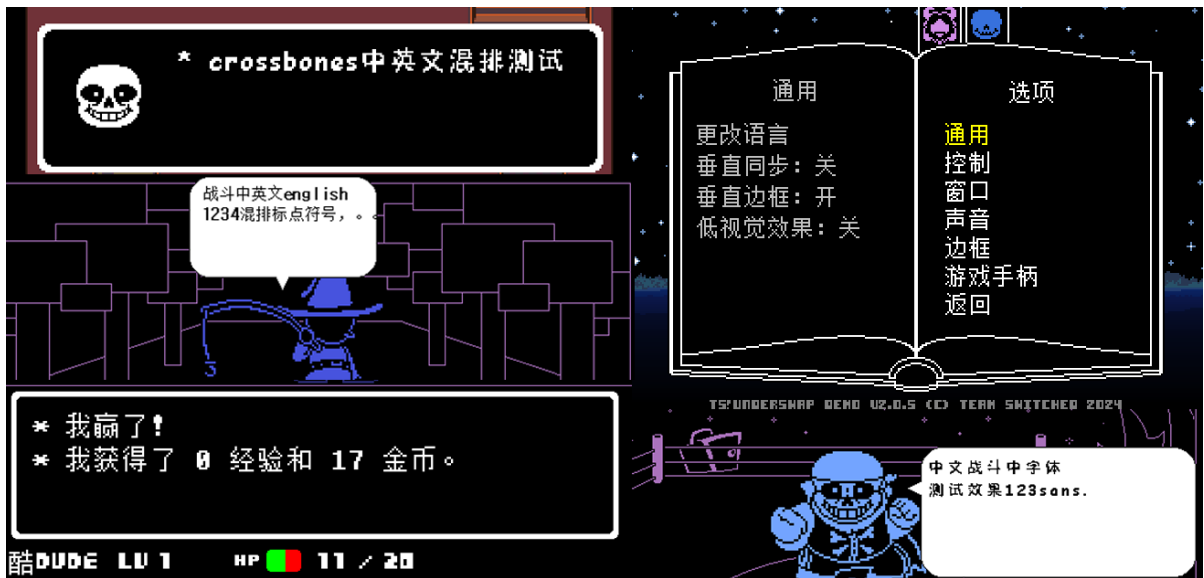 * crossbones中英文混排测试
战斗中英文english
1234混排标点符号，。。
* 我赢了!
* 我获得了 0 经验和 17 金币。
酷DUDE LV 1 HP 11 / 20
通用
更改语言
垂直同步: 关
垂直边框: 开
低视觉效果: 关
选项
通用
控制
窗口
声音
边框
游戏手柄
返回
TS!UNDERSWAP DEMO V2.0.5 (C) TEAM SWITCHED 2024
中文战斗中字体
测试效果123sans.